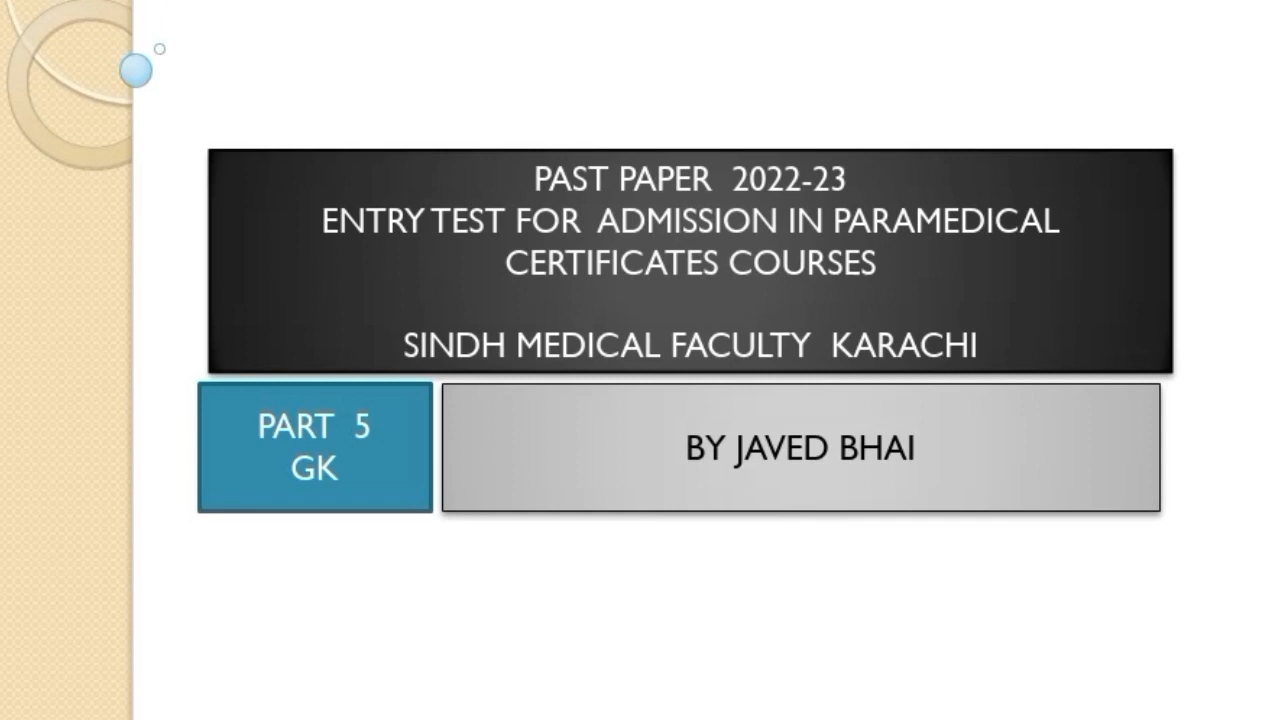 PAST PAPER 2022-23
ENTRY TEST FOR ADMISSION IN PARAMEDICAL
CERTIFICATES COURSES
SINDH MEDICAL FACULTY KARACHI
PART 5
GK
BY JAVED BHAI